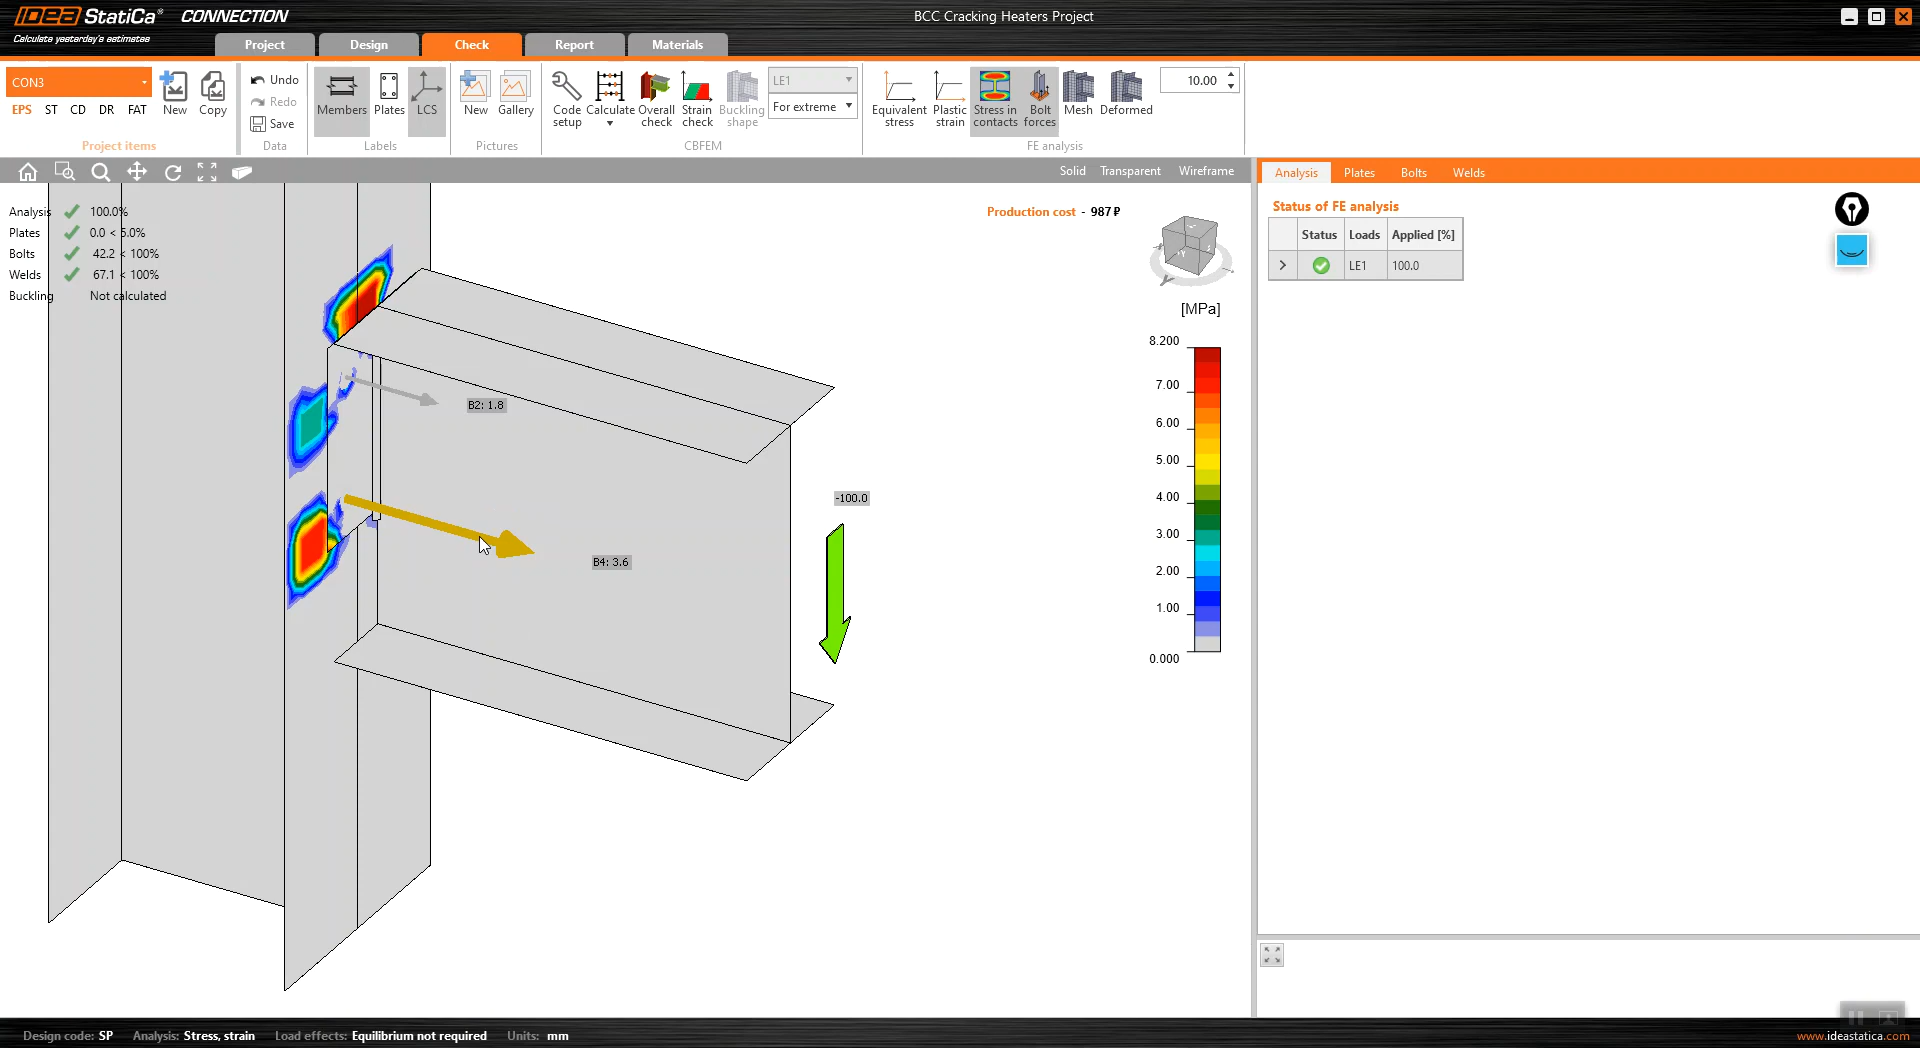 IDEA StatiCa® CONNECTION
Calculate yesterday's estimates
BCC Cracking Heaters Project
Project
Design
Check
Report
Materials
CON3
EPS ST CD DR FAT
New
Copy
Project items
Undo
Redo
Save
Data
Members
Plates
LCS
Labels
New
Gallery
Pictures
Code setup
Calculate
Overall check
Strain check
Buckling shape
LE1
For extreme
CBFEM
Equivalent stress
Plastic strain
Stress in contacts
Bolt forces
Mesh
Deformed
10.00
FE analysis
Solid
Transparent
Wireframe
Analysis 100.0%
Plates 0.0 < 5.0%
Bolts 42.2 < 100%
Welds 67.1 < 100%
Buckling Not calculated
Production cost - 987 ₽
[MPa]
8.200
7.00
6.00
5.00
4.00
3.00
2.00
1.00
0.000
B2: 1.8
B4: 3.6
-100.0
Analysis
Plates
Bolts
Welds
Status of FE analysis
Status Loads Applied [%]
LE1 100.0
Design code: SP Analysis: Stress, strain Load effects: Equilibrium not required Units: mm
www.ideastatica.com